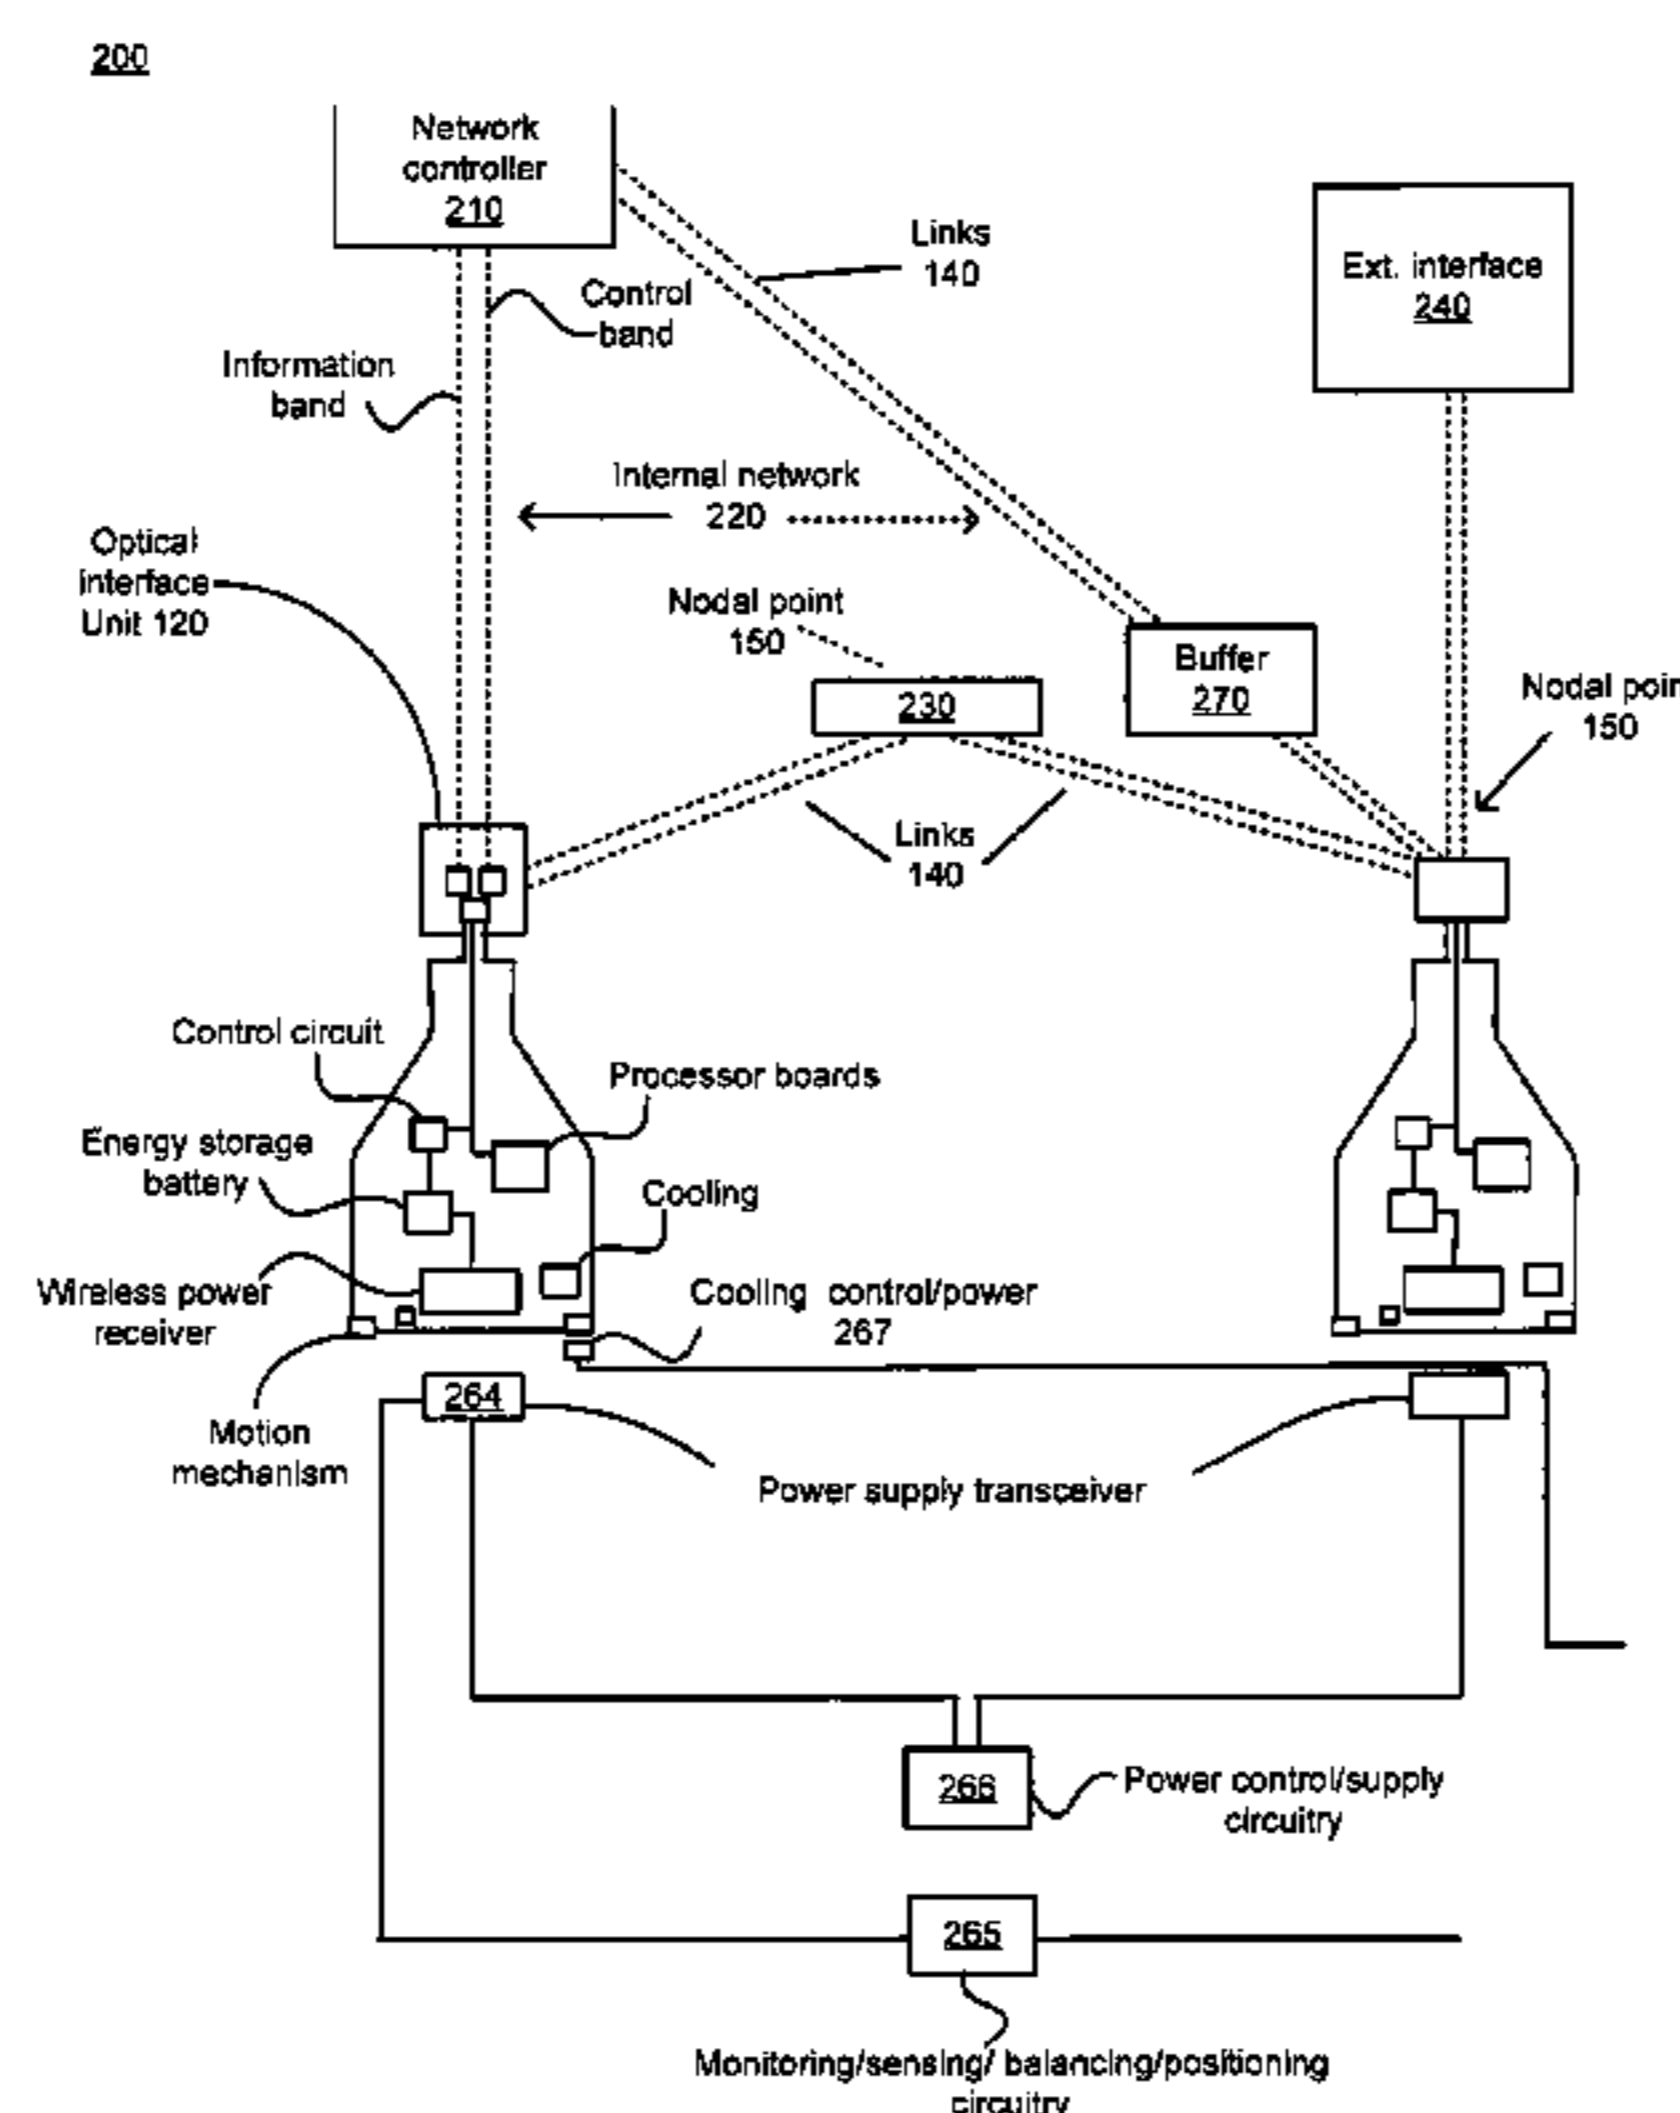 200
Network
controller
210
Links
140
Ext. interface
240
Control
band
Information
band
Internal network
220
Optical
interface
Unit 120
Nodal point
150
Buffer
270
230
Nodal poin
150
Links
140
Control circuit
Processor boards
Energy storage
battery
Cooling
Wireless power
receiver
Cooling control/power
267
264
Motion
mechanism
Power supply transceiver
266
Power control/supply
circuitry
265
Monitoring/sensing/ balancing/positioning
circuitry